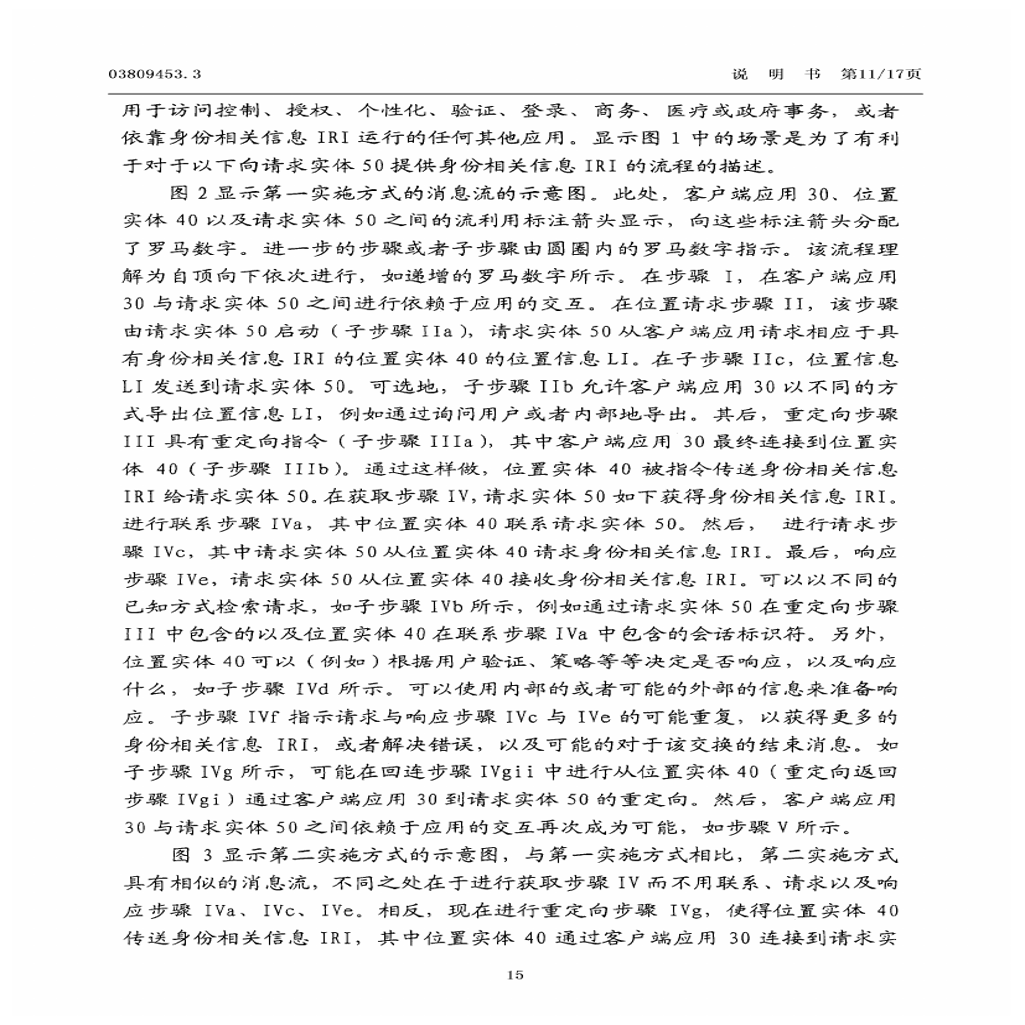 03809453.3
说 明 书 第11/17页
用于访问控制、授权、个性化、验证、登录、商务、医疗或政府事务，或者
依靠身份相关信息 IRI 运行的任何其他应用。显示图 1 中的场景是为了有利
于对于以下向请求实体 50 提供身份相关信息 IRI 的流程的描述。
图 2 显示第一实施方式的消息流的示意图。此处，客户端应用 30、位置
实体 40 以及请求实体 50 之间的流利用标注箭头显示，向这些标注箭头分配
了罗马数字。进一步的步骤或者子步骤由圆圈内的罗马数字指示。该流程理
解为自顶向下依次进行，如递增的罗马数字所示。在步骤 I，在客户端应用
30 与请求实体 50 之间进行依赖于应用的交互。在位置请求步骤 II，该步骤
由请求实体 50 启动（子步骤 IIa），请求实体 50 从客户端应用请求相应于具
有身份相关信息 IRI 的位置实体 40 的位置信息 LI。在子步骤 IIc，位置信息
LI 发送到请求实体 50。可选地，子步骤 IIb 允许客户端应用 30 以不同的方
式导出位置信息 LI，例如通过询问用户或者内部地导出。其后，重定向步骤
III 具有重定向指令（子步骤 IIIa），其中客户端应用 30 最终连接到位置实
体 40（子步骤 IIIb）。通过这样做，位置实体 40 被指令传送身份相关信息
IRI 给请求实体 50。在获取步骤 IV，请求实体 50 如下获得身份相关信息 IRI。
进行联系步骤 IVa，其中位置实体 40 联系请求实体 50。然后， 进行请求步
骤 IVc，其中请求实体 50 从位置实体 40 请求身份相关信息 IRI。最后，响应
步骤 IVe，请求实体 50 从位置实体 40 接收身份相关信息 IRI。可以以不同的
已知方式检索请求，如子步骤 IVb 所示，例如通过请求实体 50 在重定向步骤
III 中包含的以及位置实体 40 在联系步骤 IVa 中包含的会话标识符。另外，
位置实体 40 可以（例如）根据用户验证、策略等等决定是否响应，以及响应
什么，如子步骤 IVd 所示。可以使用内部的或者可能的外部的信息来准备响
应。子步骤 IVf 指示请求与响应步骤 IVc 与 IVe 的可能重复，以获得更多的
身份相关信息 IRI，或者解决错误，以及可能的对于该交换的结束消息。如
子步骤 IVg 所示，可能在回连步骤 IVgii 中进行从位置实体 40（重定向返回
步骤 IVgi）通过客户端应用 30 到请求实体 50 的重定向。然后，客户端应用
30 与请求实体 50 之间依赖于应用的交互再次成为可能，如步骤 V 所示。
图 3 显示第二实施方式的示意图，与第一实施方式相比，第二实施方式
具有相似的消息流，不同之处在于进行获取步骤 IV 而不用联系、请求以及响
应步骤 IVa、IVc、IVe。相反，现在进行重定向步骤 IVg，使得位置实体 40
传送身份相关信息 IRI，其中位置实体 40 通过客户端应用 30 连接到请求实
15